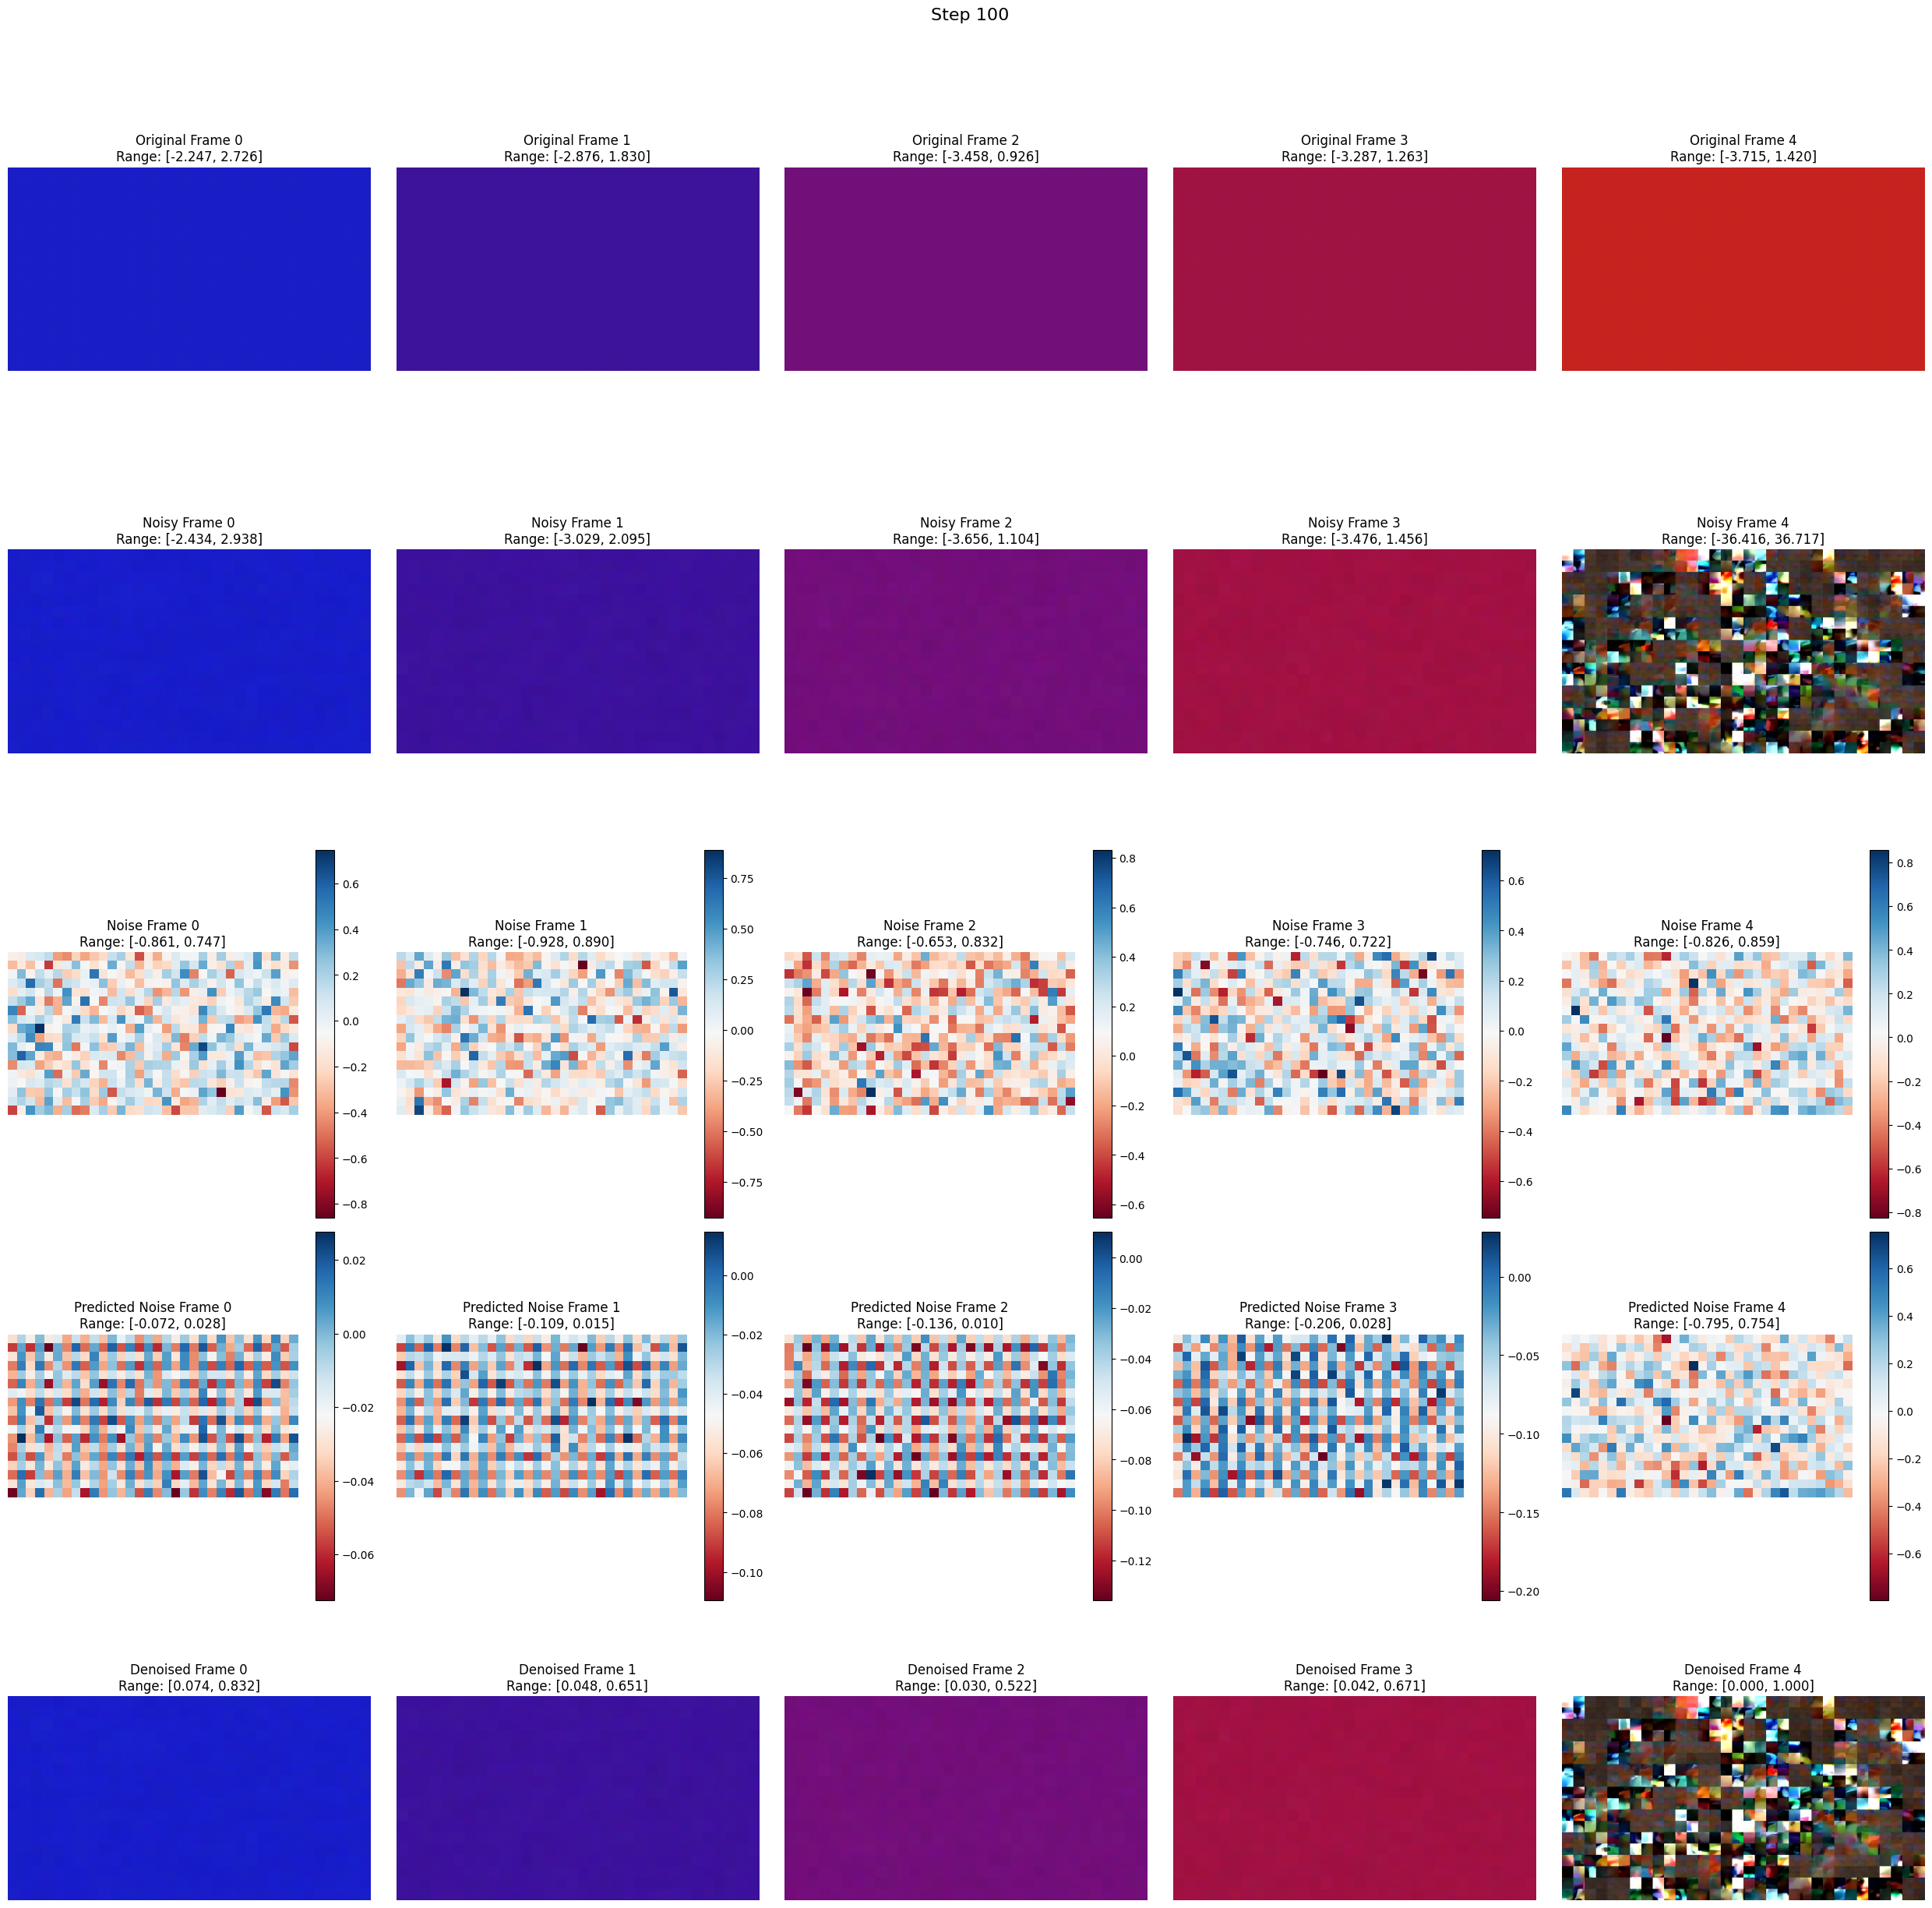 Step 100
Original Frame 0
Range: [-2.247, 2.726]
Original Frame 1
Range: [-2.876, 1.830]
Original Frame 2
Range: [-3.458, 0.926]
Original Frame 3
Range: [-3.287, 1.263]
Original Frame 4
Range: [-3.715, 1.420]
Noisy Frame 0
Range: [-2.434, 2.938]
Noisy Frame 1
Range: [-3.029, 2.095]
Noisy Frame 2
Range: [-3.656, 1.104]
Noisy Frame 3
Range: [-3.476, 1.456]
Noisy Frame 4
Range: [-36.416, 36.717]
Noise Frame 0
Range: [-0.861, 0.747]
0.6
0.4
0.2
0.0
−0.2
−0.4
−0.6
−0.8
Noise Frame 1
Range: [-0.928, 0.890]
0.75
0.50
0.25
0.00
−0.25
−0.50
−0.75
Noise Frame 2
Range: [-0.653, 0.832]
0.8
0.6
0.4
0.2
0.0
−0.2
−0.4
−0.6
Noise Frame 3
Range: [-0.746, 0.722]
0.6
0.4
0.2
0.0
−0.2
−0.4
−0.6
Noise Frame 4
Range: [-0.826, 0.859]
0.8
0.6
0.4
0.2
0.0
−0.2
−0.4
−0.6
−0.8
Predicted Noise Frame 0
Range: [-0.072, 0.028]
0.02
0.00
−0.02
−0.04
−0.06
Predicted Noise Frame 1
Range: [-0.109, 0.015]
0.00
−0.02
−0.04
−0.06
−0.08
−0.10
Predicted Noise Frame 2
Range: [-0.136, 0.010]
0.00
−0.02
−0.04
−0.06
−0.08
−0.10
−0.12
Predicted Noise Frame 3
Range: [-0.206, 0.028]
0.00
−0.05
−0.10
−0.15
−0.20
Predicted Noise Frame 4
Range: [-0.795, 0.754]
0.6
0.4
0.2
0.0
−0.2
−0.4
−0.6
Denoised Frame 0
Range: [0.074, 0.832]
Denoised Frame 1
Range: [0.048, 0.651]
Denoised Frame 2
Range: [0.030, 0.522]
Denoised Frame 3
Range: [0.042, 0.671]
Denoised Frame 4
Range: [0.000, 1.000]